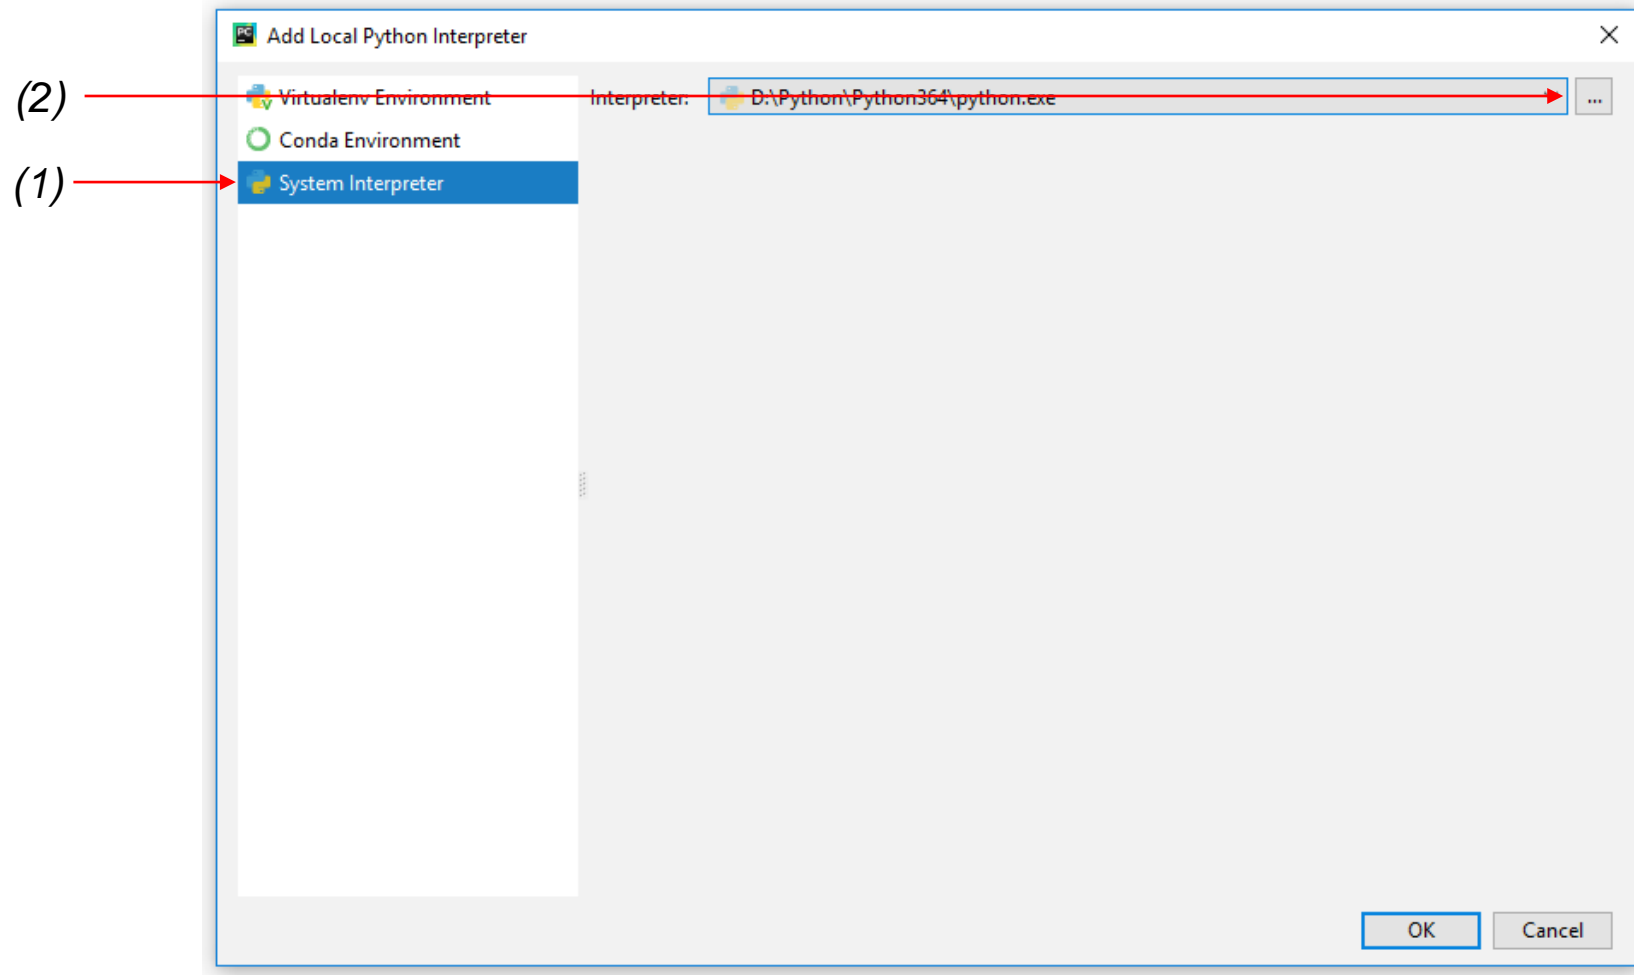 PC
Add Local Python Interpreter
(2)
Virtualenv Environment
Interpreter: D:\Python\Python364\python.exe ...
Conda Environment
(1)
System Interpreter
OK Cancel